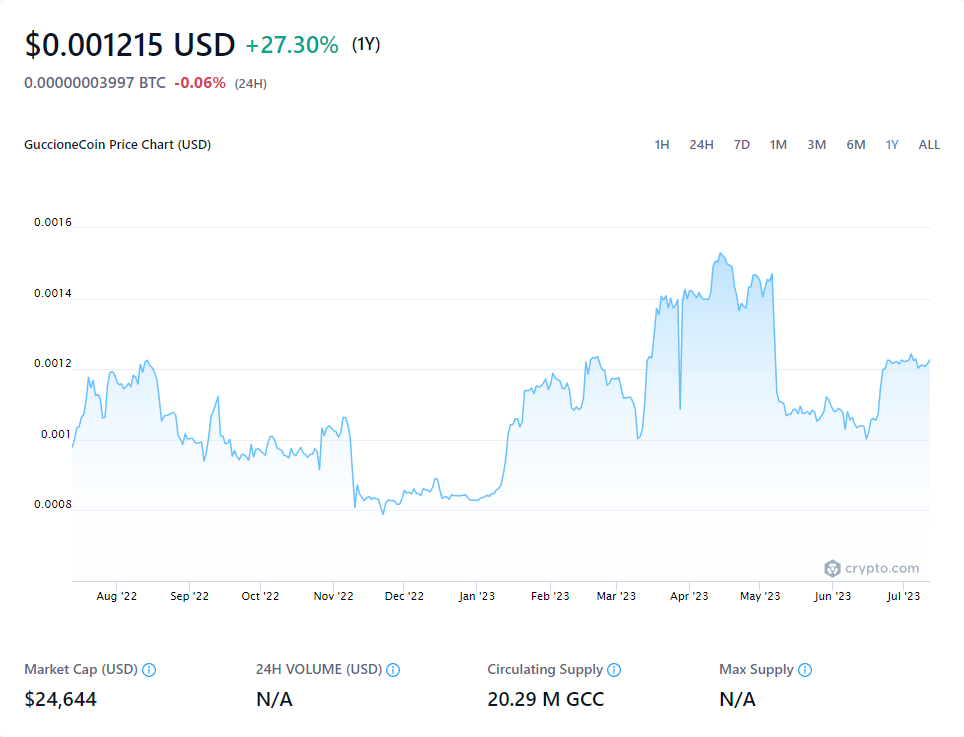 $0.001215 USD +27.30% (1Y)
0.00000003997 BTC -0.06% (24H)
GuccioneCoin Price Chart (USD)
1H 24H 7D 1M 3M 6M 1Y ALL
0.0016
0.0014
0.0012
0.001
0.0008
crypto.com
Aug '22 Sep '22 Oct '22 Nov '22 Dec '22 Jan '23 Feb '23 Mar '23 Apr '23 May '23 Jun '23 Jul '23
Market Cap (USD) 24H VOLUME (USD) Circulating Supply Max Supply
$24,644 N/A 20.29 M GCC N/A